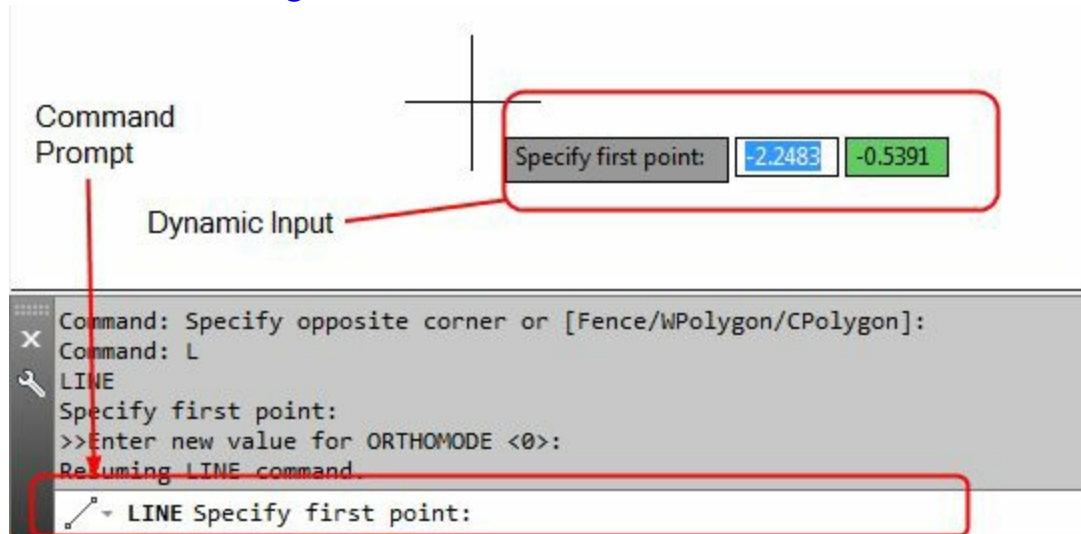 Command
Prompt
Specify first point: -2.2483 -0.5391
Dynamic Input
Command: Specify opposite corner or [Fence/WPolygon/CPolygon]:
Command: L
LINE
Specify first point:
>>Enter new value for ORTHOMODE <0>:
Resuming LINE command.
LINE Specify first point: